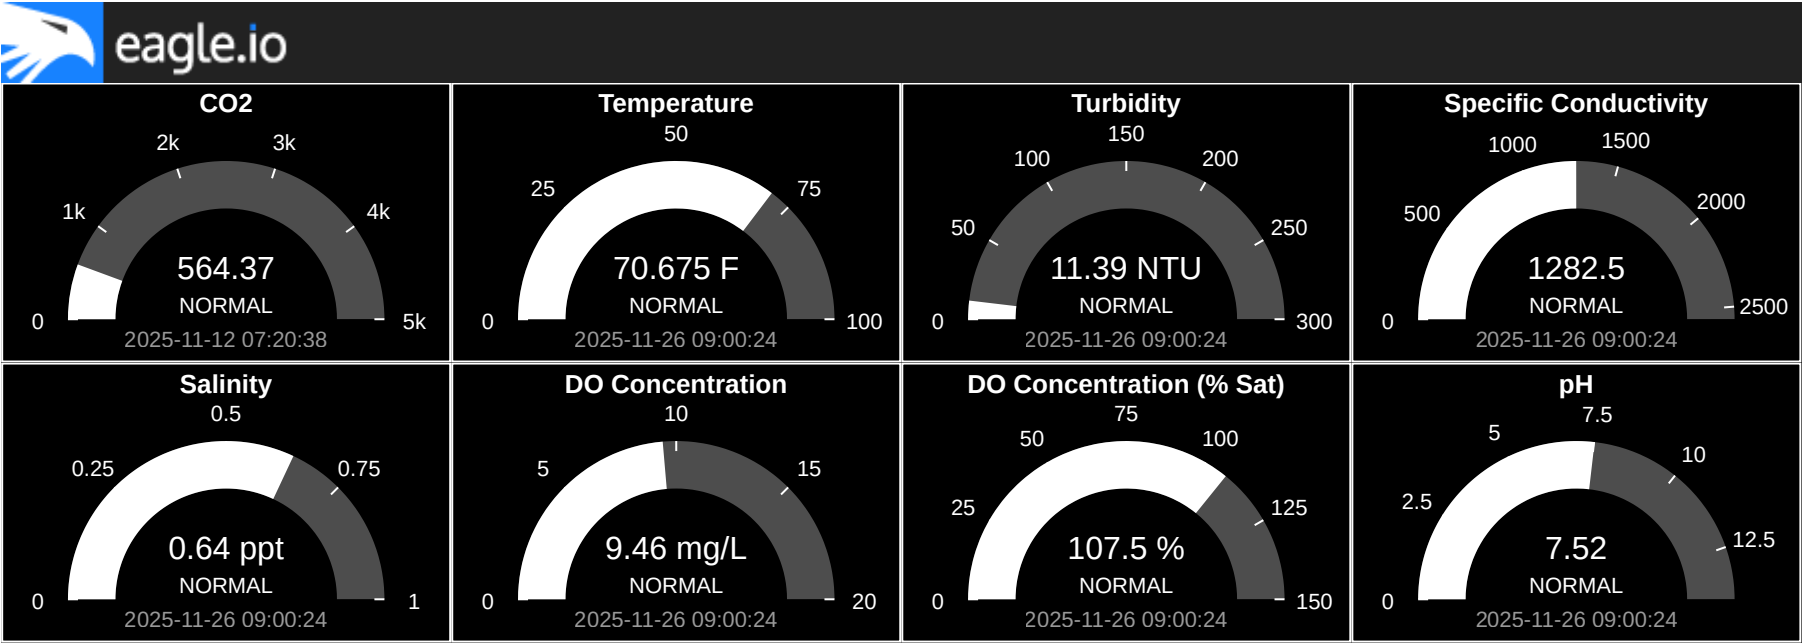 eagle.io
CO2
0
1k
2k
3k
4k
5k
564.37
NORMAL
2025-11-12 07:20:38
Temperature
0
25
50
75
100
70.675 F
NORMAL
2025-11-26 09:00:24
Turbidity
0
50
100
150
200
250
300
11.39 NTU
NORMAL
2025-11-26 09:00:24
Specific Conductivity
0
500
1000
1500
2000
2500
1282.5
NORMAL
2025-11-26 09:00:24
Salinity
0
0.25
0.5
0.75
1
0.64 ppt
NORMAL
2025-11-26 09:00:24
DO Concentration
0
5
10
15
20
9.46 mg/L
NORMAL
2025-11-26 09:00:24
DO Concentration (% Sat)
0
25
50
75
100
125
150
107.5 %
NORMAL
2025-11-26 09:00:24
pH
0
2.5
5
7.5
10
12.5
7.52
NORMAL
2025-11-26 09:00:24